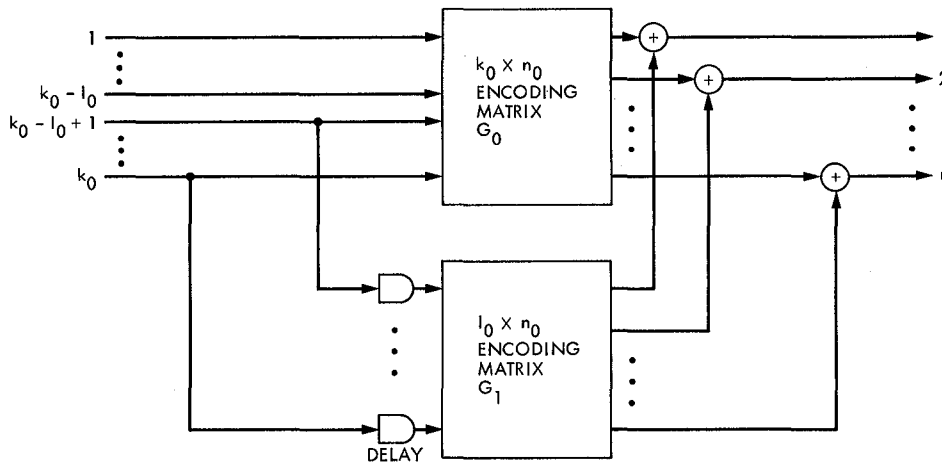 1
k₀ - l₀
k₀ - l₀ + 1
k₀
k₀ X n₀
ENCODING
MATRIX
G₀
+
+
+
2
l₀ X n₀
ENCODING
MATRIX
G₁
DELAY